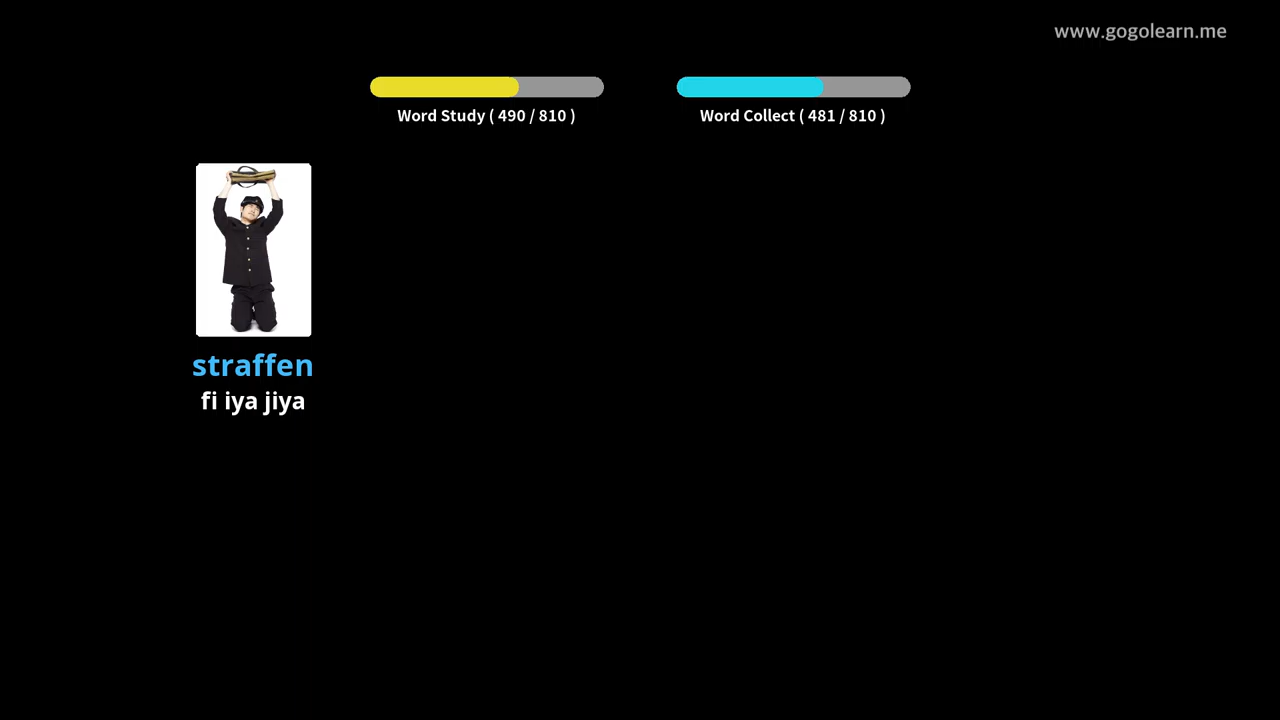 www.gogolearn.me
Word Study ( 490 / 810 )
Word Collect ( 481 / 810 )
straffen
fi iya jiya